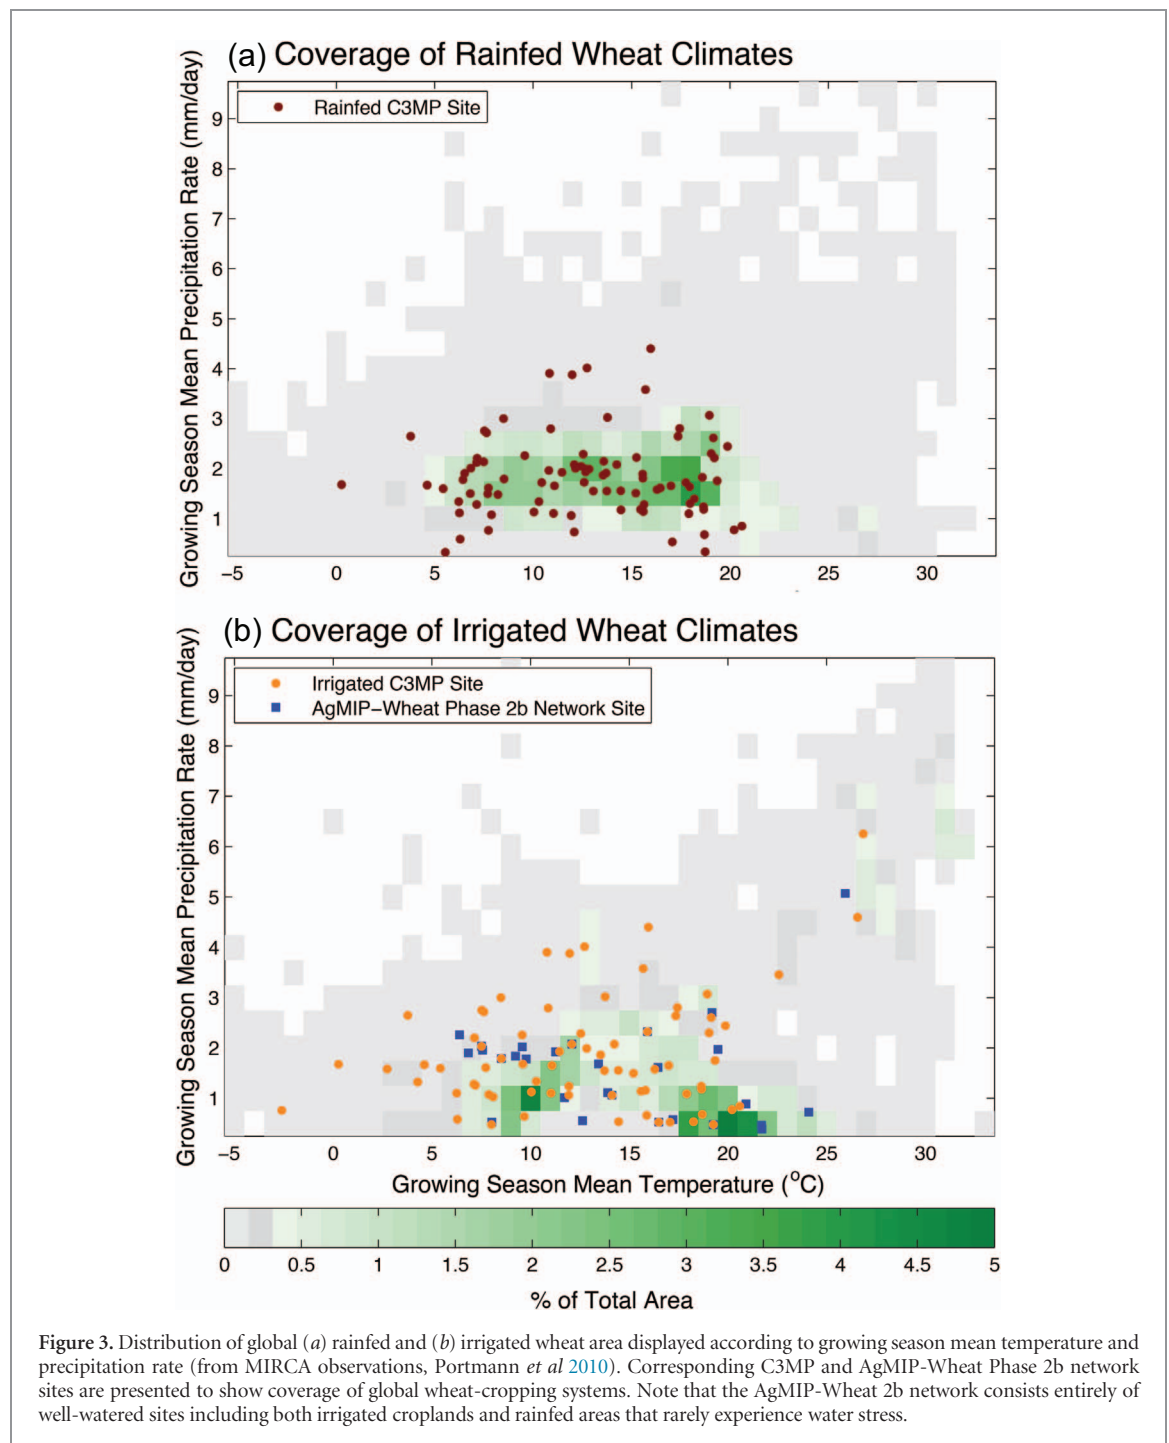 (a) Coverage of Rainfed Wheat Climates
Growing Season Mean Precipitation Rate (mm/day)
Rainfed C3MP Site
9
8
7
6
5
4
3
2
1
−5 0 5 10 15 20 25 30
(b) Coverage of Irrigated Wheat Climates
Growing Season Mean Precipitation Rate (mm/day)
Irrigated C3MP Site
AgMIP−Wheat Phase 2b Network Site
9
8
7
6
5
4
3
2
1
−5 0 5 10 15 20 25 30
Growing Season Mean Temperature (°C)
0 0.5 1 1.5 2 2.5 3 3.5 4 4.5 5
% of Total Area
Figure 3. Distribution of global (a) rainfed and (b) irrigated wheat area displayed according to growing season mean temperature and
precipitation rate (from MIRCA observations, Portmann et al 2010). Corresponding C3MP and AgMIP-Wheat Phase 2b network
sites are presented to show coverage of global wheat-cropping systems. Note that the AgMIP-Wheat 2b network consists entirely of
well-watered sites including both irrigated croplands and rainfed areas that rarely experience water stress.